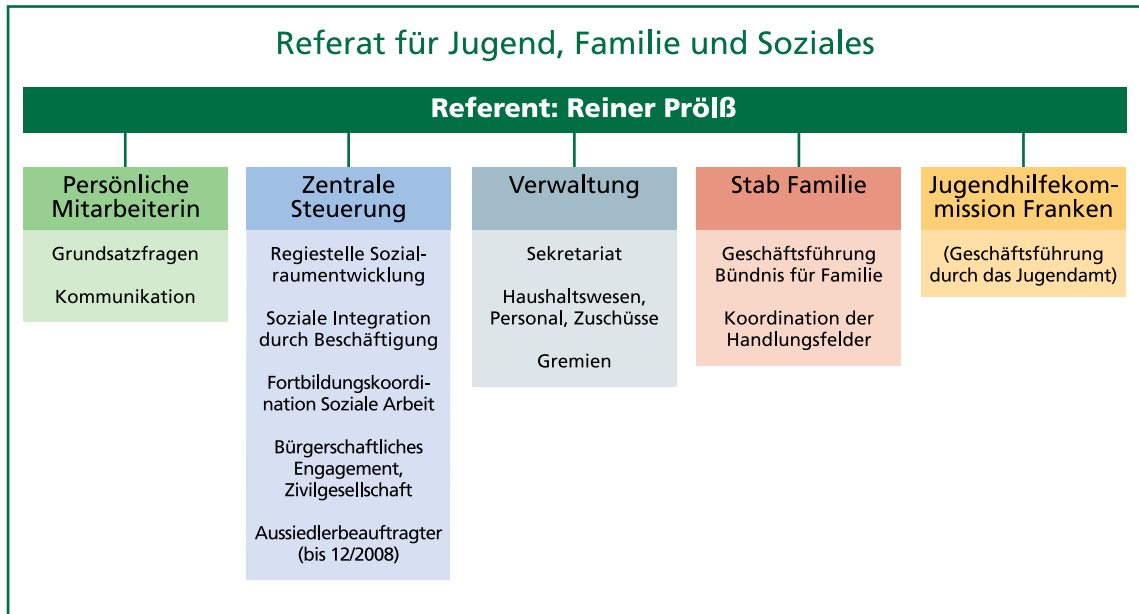 Referat für Jugend, Familie und Soziales
Referent: Reiner Prölß
Persönliche
Mitarbeiterin
Grundsatzfragen
Kommunikation
Zentrale
Steuerung
Regiestelle Sozial-
raumentwicklung
Soziale Integration
durch Beschäftigung
Fortbildungskoordi-
nation Soziale Arbeit
Bürgerschaftliches
Engagement,
Zivilgesellschaft
Aussiedlerbeauftragter
(bis 12/2008)
Verwaltung
Sekretariat
Haushaltswesen,
Personal, Zuschüsse
Gremien
Stab Familie
Geschäftsführung
Bündnis für Familie
Koordination der
Handlungsfelder
Jugendhilfekom-
mission Franken
(Geschäftsführung
durch das Jugendamt)